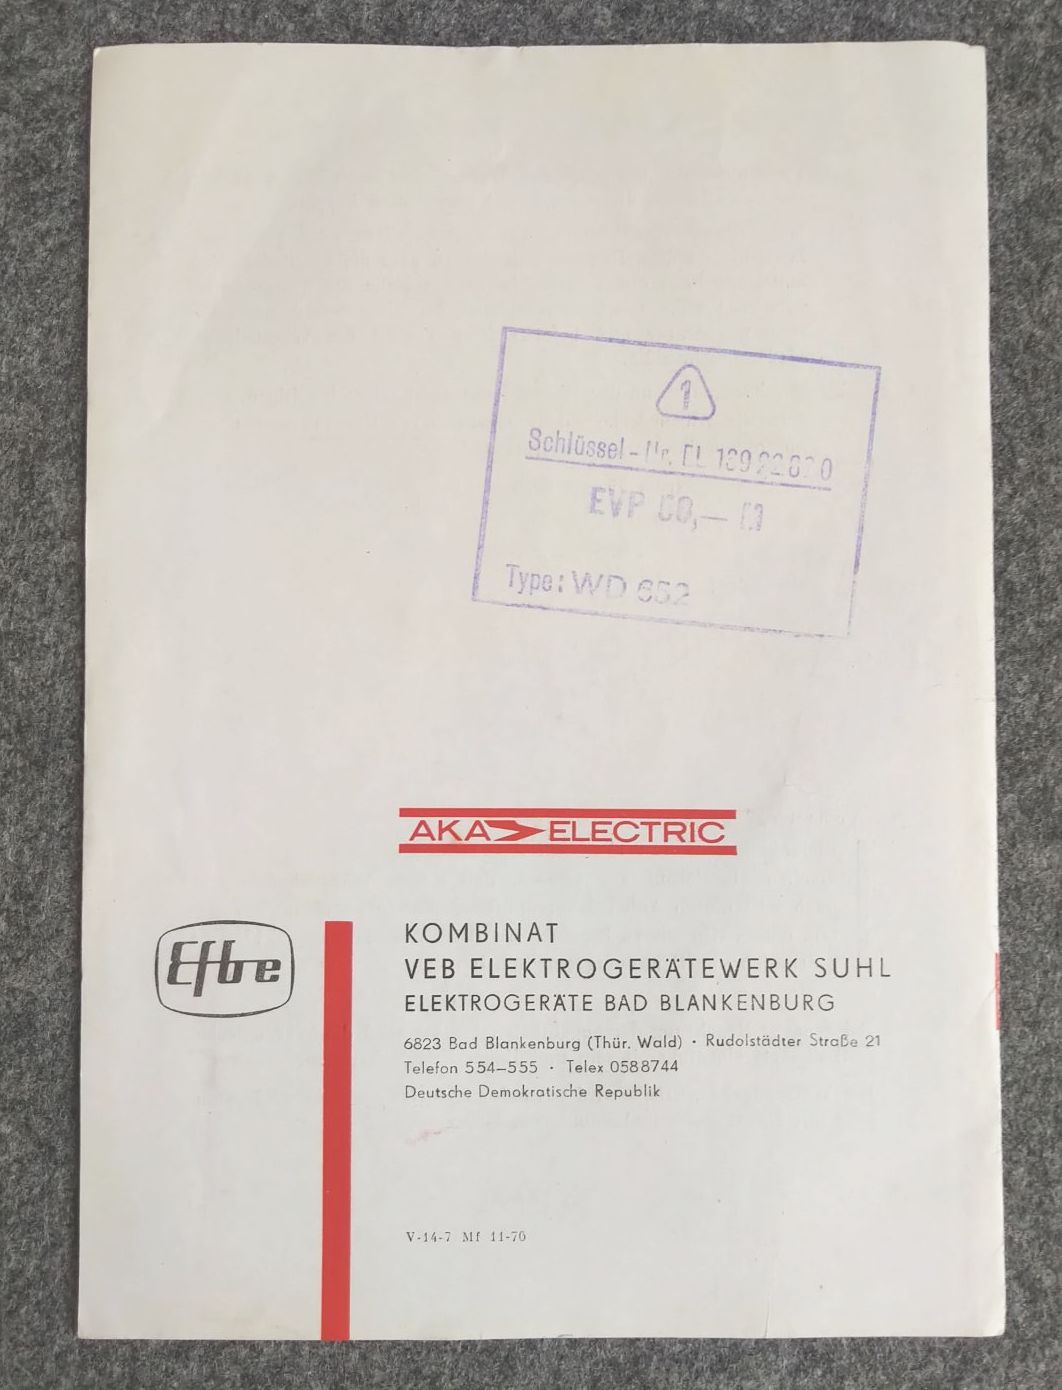 1
Schlüssel-Nr. EL
EVP
Type: WD 652
AKA ELECTRIC
Efbe
KOMBINAT
VEB ELEKTROGERÄTEWERK SUHL
ELEKTROGERÄTE BAD BLANKENBURG
6823 Bad Blankenburg (Thür. Wald) · Rudolstädter Straße 21
Telefon 554–555 · Telex 0588744
Deutsche Demokratische Republik
V-14-7 Mf 11-70